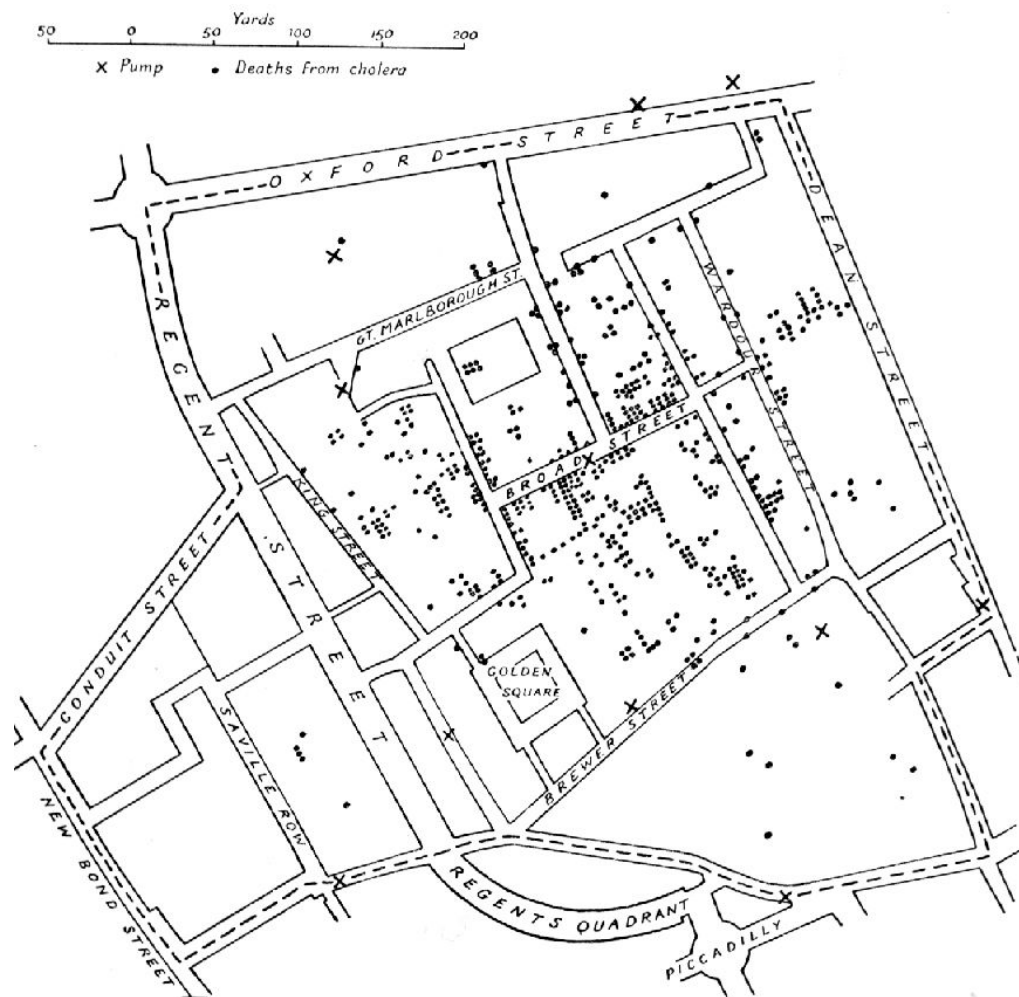 Yards
50 0 50 100 150 200
× Pump • Deaths from cholera
OXFORD STREET
DEAN STREET
REGENT STREET
GT. MARLBOROUGH ST.
WARDOUR STREET
BROAD STREET
KING STREET
CONDUIT STREET
GOLDEN
SQUARE
SAVILLE ROW
BREWER STREET
NEW BOND STREET
REGENTS QUADRANT
PICCADILLY